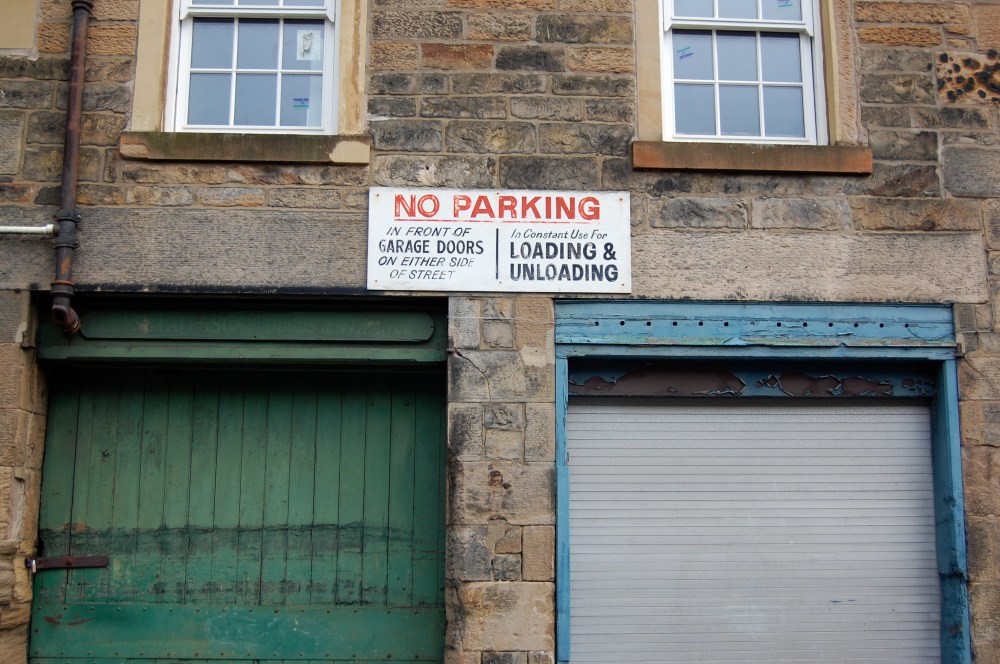 NO PARKING
IN FRONT OF
GARAGE DOORS
ON EITHER SIDE
OF STREET
In Constant Use For
LOADING &
UNLOADING